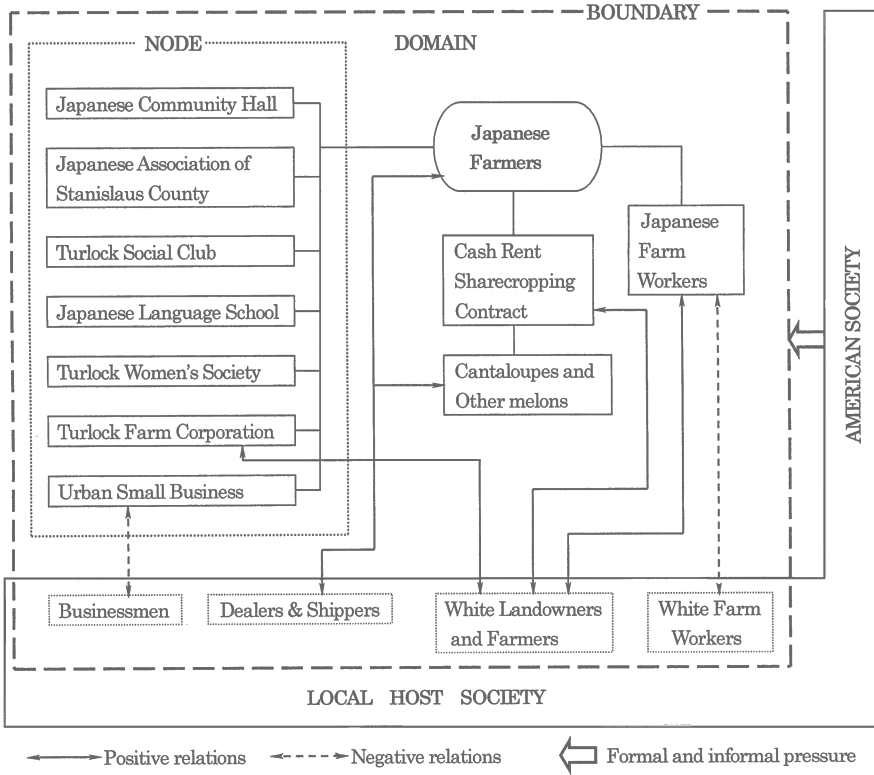 BOUNDARY
NODE
DOMAIN
Japanese Community Hall
Japanese Association of
Stanislaus County
Turlock Social Club
Japanese Language School
Turlock Women's Society
Turlock Farm Corporation
Urban Small Business
Japanese
Farmers
Cash Rent
Sharecropping
Contract
Cantaloupes and
Other melons
Japanese
Farm
Workers
AMERICAN SOCIETY
Businessmen
Dealers & Shippers
White Landowners
and Farmers
White Farm
Workers
LOCAL HOST SOCIETY
Positive relations
Negative relations
Formal and informal pressure